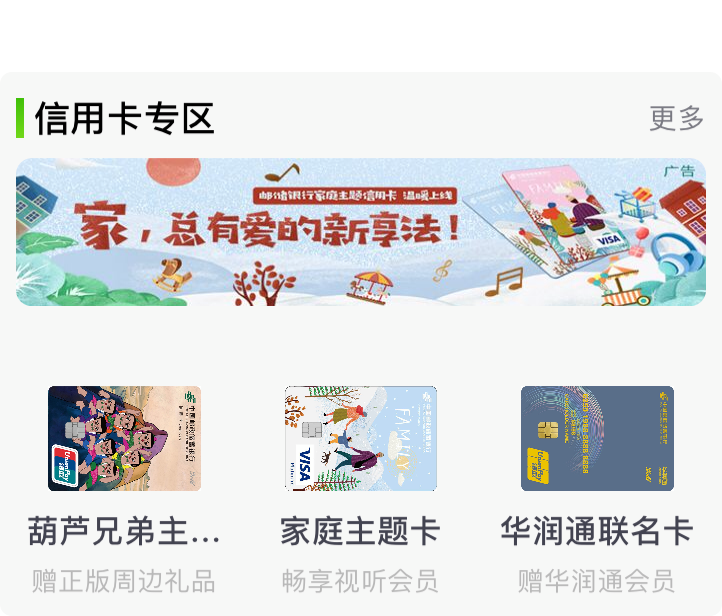 信用卡专区
更多
广告
邮储银行家庭主题信用卡 温暖上线
家，总有爱的新享法！
FAMILY
VISA
FAMILY
VISA
葫芦兄弟主...
家庭主题卡
华润通联名卡
赠正版周边礼品
畅享视听会员
赠华润通会员